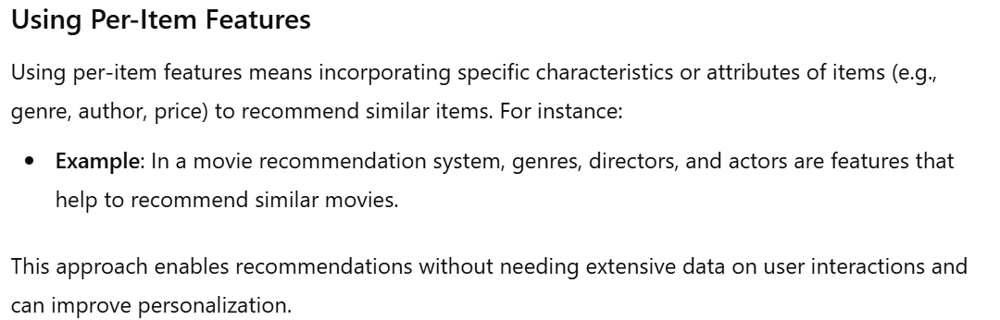 Using Per-Item Features
Using per-item features means incorporating specific characteristics or attributes of items (e.g.,
genre, author, price) to recommend similar items. For instance:
• Example: In a movie recommendation system, genres, directors, and actors are features that
help to recommend similar movies.
This approach enables recommendations without needing extensive data on user interactions and
can improve personalization.